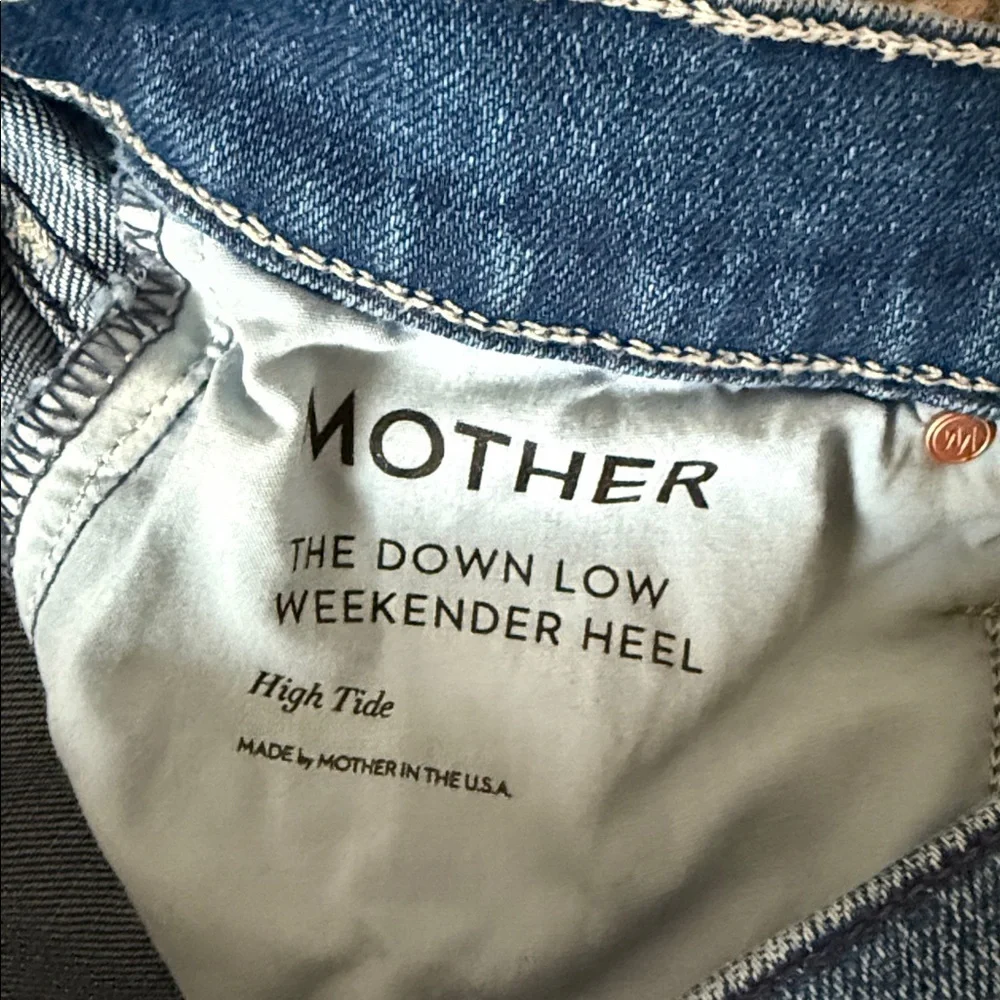 MOTHER
THE DOWN LOW
WEEKENDER HEEL
High Tide
MADE by MOTHER IN THE U.S.A.
M